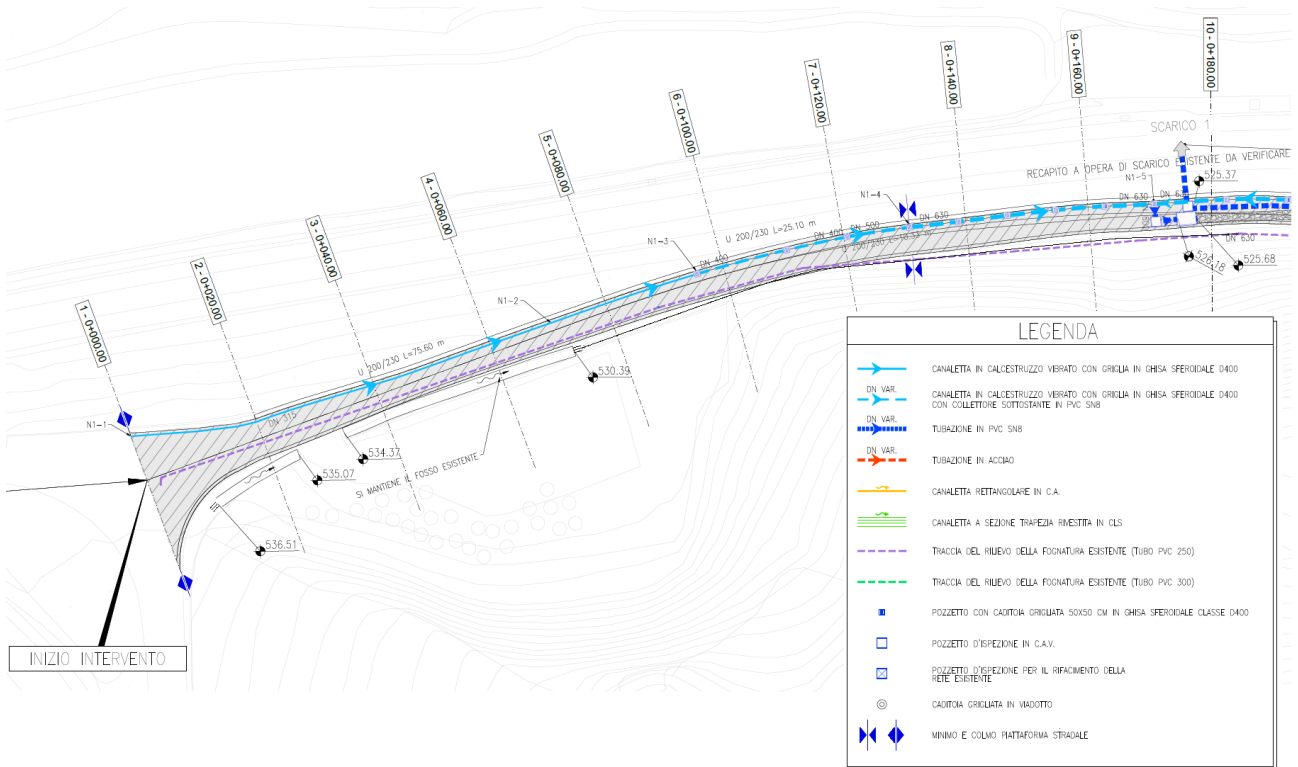 1 - 0+000.00
2 - 0+020.00
3 - 0+040.00
4 - 0+060.00
5 - 0+080.00
6 - 0+100.00
7 - 0+120.00
8 - 0+140.00
9 - 0+160.00
10 - 0+180.00
SCARICO 1
RECAPITO A OPERA DI SCARICO ESISTENTE DA VERIFICARE
525.37
N1-5
DN 630
DN 630
N1-4
DN 630
U 200/230 L=25.10 m
DN 400
DN 500
N1-3
DN 400
DN 630
526.18
525.68
N1-2
U 200/230 L=75.60 m
530.39
N1-1
DN 315
534.37
535.07
SI MANTIENE IL FOSSO ESISTENTE
536.51
INIZIO INTERVENTO
LEGENDA
CANALETTA IN CALCESTRUZZO VIBRATO CON GRIGLIA IN GHISA SFEROIDALE D400
DN VAR.
CANALETTA IN CALCESTRUZZO VIBRATO CON GRIGLIA IN GHISA SFEROIDALE D400
CON COLLETTORE SOTTOSTANTE IN PVC SN8
DN VAR.
TUBAZIONE IN PVC SN8
DN VAR.
TUBAZIONE IN ACCIAO
CANALETTA RETTANGOLARE IN C.A.
CANALETTA A SEZIONE TRAPEZIA RIVESTITA IN CLS
TRACCIA DEL RILIEVO DELLA FOGNATURA ESISTENTE (TUBO PVC 250)
TRACCIA DEL RILIEVO DELLA FOGNATURA ESISTENTE (TUBO PVC 300)
POZZETTO CON CADITOIA GRIGLIATA 50X50 CM IN GHISA SFEROIDALE CLASSE D400
POZZETTO D'ISPEZIONE IN C.A.V.
POZZETTO D'ISPEZIONE PER IL RIFACIMENTO DELLA
RETE ESISTENTE
CADITOIA GRIGLIATA IN VIADOTTO
MINIMO E COLMO PIATTAFORMA STRADALE